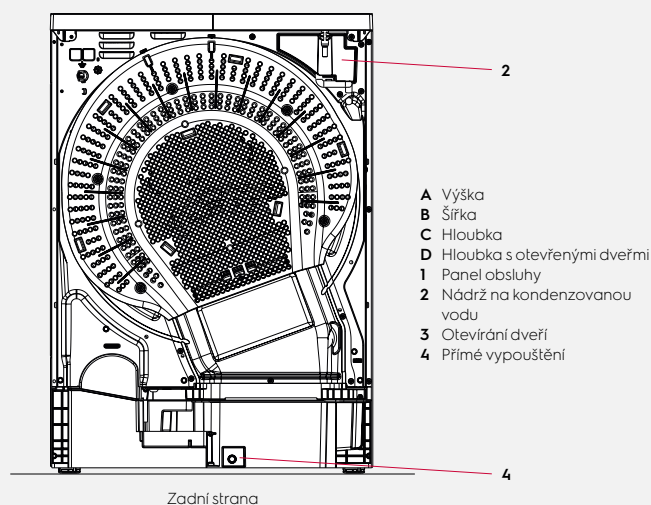 2
A Výška
B Šířka
C Hloubka
D Hloubka s otevřenými dveřmi
1 Panel obsluhy
2 Nádrž na kondenzovanou
vodu
3 Otevírání dveří
4 Přímé vypouštění
4
Zadní strana